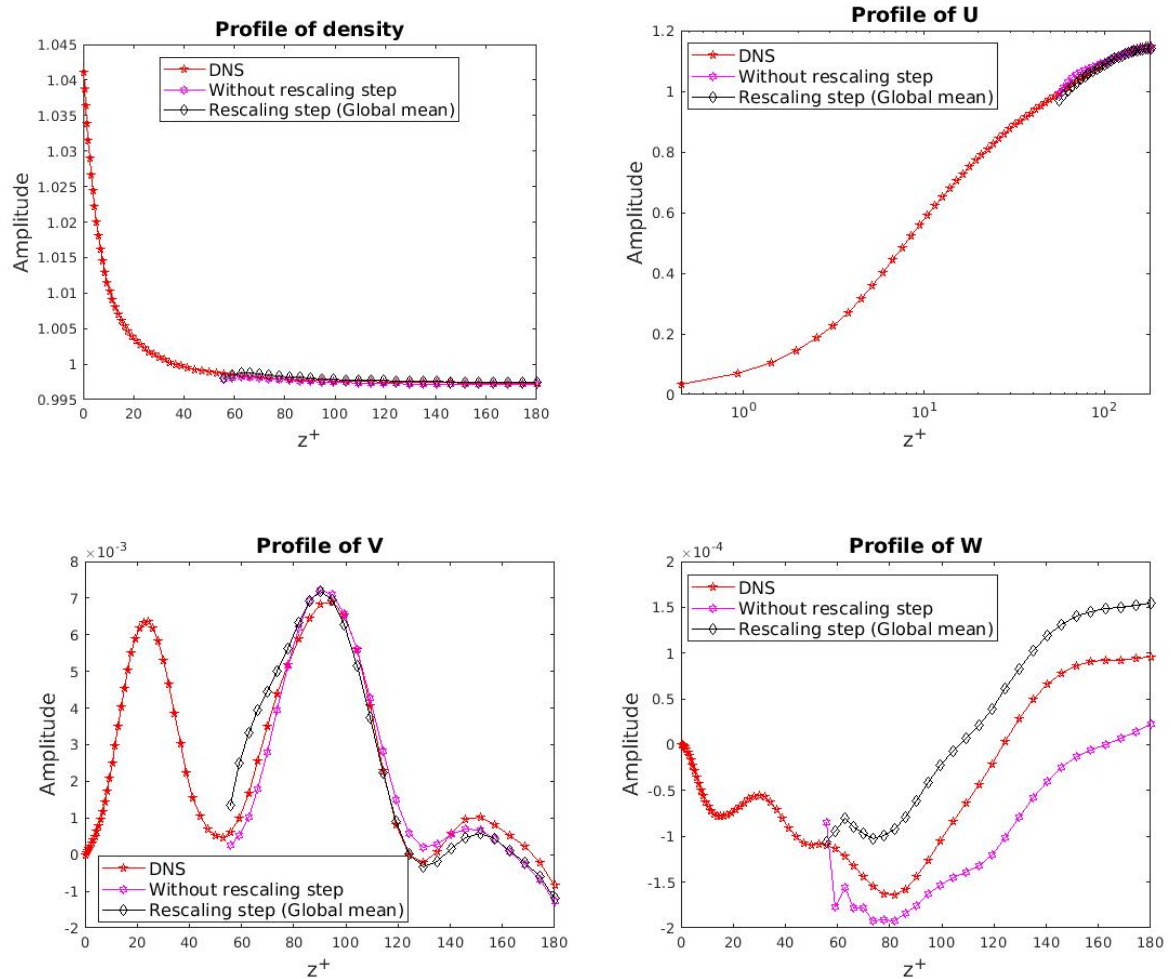 Profile of density
1.045
1.04
1.035
1.03
1.025
1.02
1.015
1.01
1.005
1
0.995
Amplitude
DNS
Without rescaling step
Rescaling step (Global mean)
0 20 40 60 80 100 120 140 160 180
z⁺
Profile of U
1.2
1
0.8
0.6
0.4
0.2
0
Amplitude
DNS
Without rescaling step
Rescaling step (Global mean)
10⁰ 10¹ 10²
z⁺
Profile of V
×10⁻³
8
7
6
5
4
3
2
1
0
-1
-2
Amplitude
DNS
Without rescaling step
Rescaling step (Global mean)
0 20 40 60 80 100 120 140 160 180
z⁺
Profile of W
×10⁻⁴
2
1.5
1
0.5
0
-0.5
-1
-1.5
-2
Amplitude
DNS
Without rescaling step
Rescaling step (Global mean)
0 20 40 60 80 100 120 140 160 180
z⁺